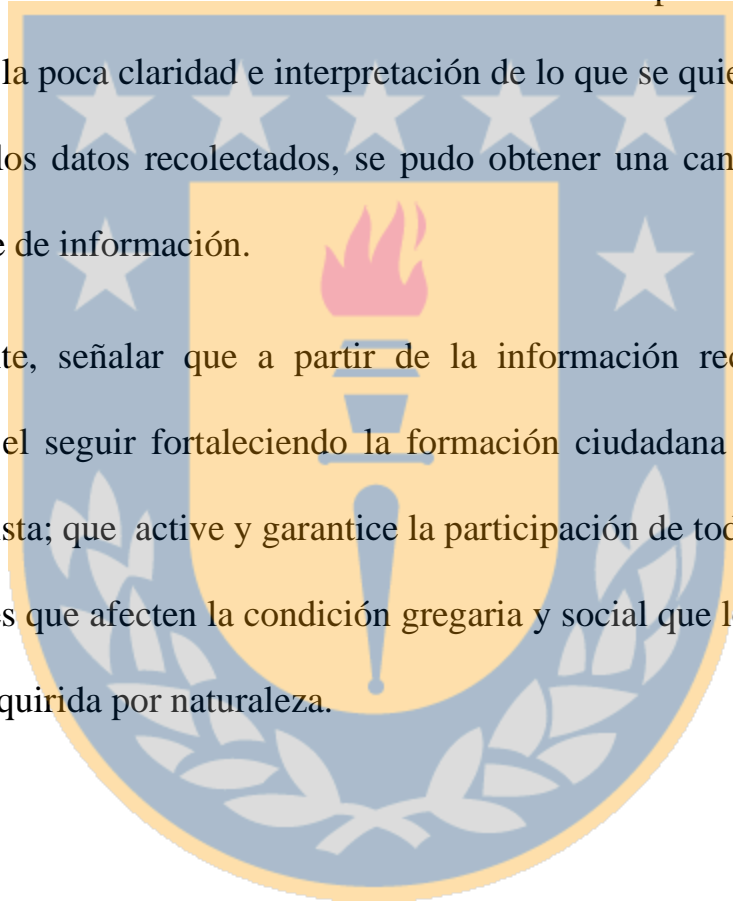 la poca claridad e interpretación de lo que se quie
los datos recolectados, se pudo obtener una can
e de información.
te, señalar que a partir de la información rec
el seguir fortaleciendo la formación ciudadana
ista; que active y garantice la participación de tod
es que afecten la condición gregaria y social que l
quirida por naturaleza.